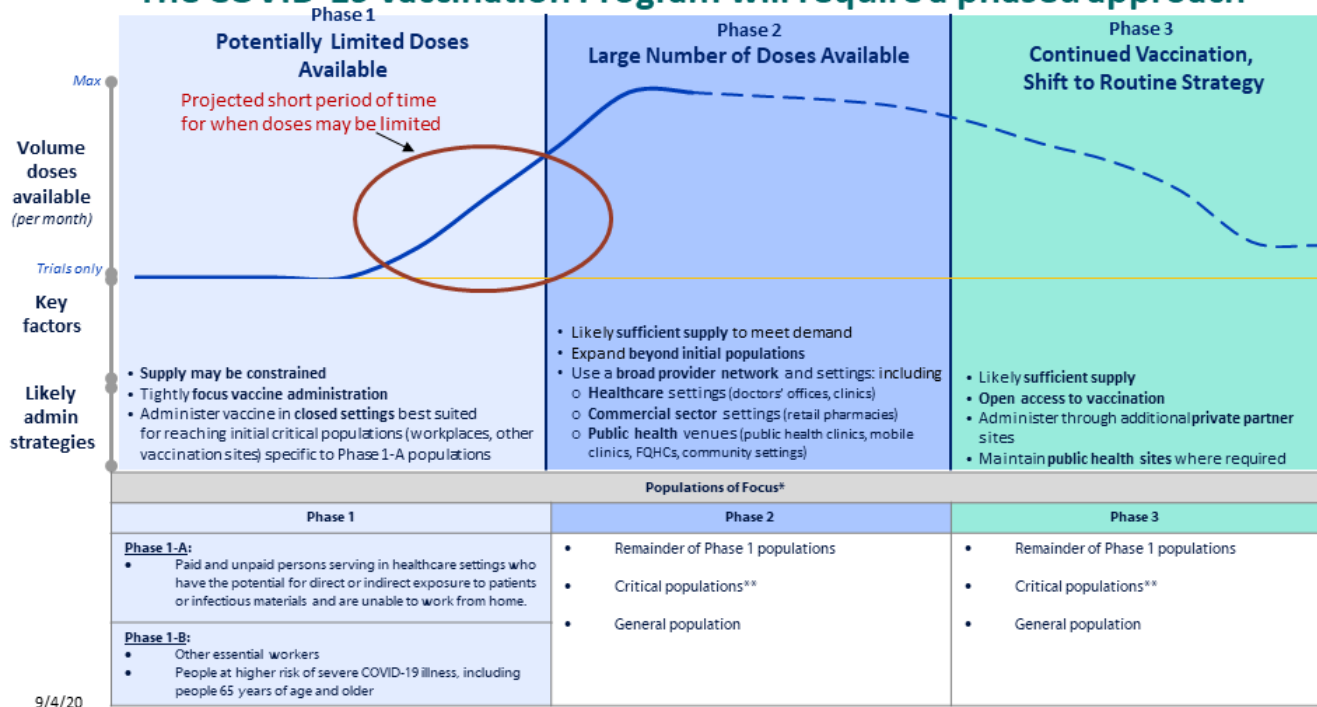 The COVID-19 Vaccination Program will require a phased approach
Phase 1
Potentially Limited Doses
Available
Projected short period of time
for when doses may be limited
Phase 2
Large Number of Doses Available
Phase 3
Continued Vaccination,
Shift to Routine Strategy
Max
Volume
doses
available
(per month)
Trials only
Key
factors
Likely
admin
strategies
• Supply may be constrained
• Tightly focus vaccine administration
• Administer vaccine in closed settings best suited
for reaching initial critical populations (workplaces, other
vaccination sites) specific to Phase 1-A populations
• Likely sufficient supply to meet demand
• Expand beyond initial populations
• Use a broad provider network and settings: including
o Healthcare settings (doctors' offices, clinics)
o Commercial sector settings (retail pharmacies)
o Public health venues (public health clinics, mobile
clinics, FQHCs, community settings)
• Likely sufficient supply
• Open access to vaccination
• Administer through additional private partner
sites
• Maintain public health sites where required
Populations of Focus*
Phase 1
Phase 2
Phase 3
Phase 1-A:
• Paid and unpaid persons serving in healthcare settings who
have the potential for direct or indirect exposure to patients
or infectious materials and are unable to work from home.
Phase 1-B:
• Other essential workers
• People at higher risk of severe COVID-19 illness, including
people 65 years of age and older
• Remainder of Phase 1 populations
• Critical populations**
• General population
• Remainder of Phase 1 populations
• Critical populations**
• General population
9/4/20